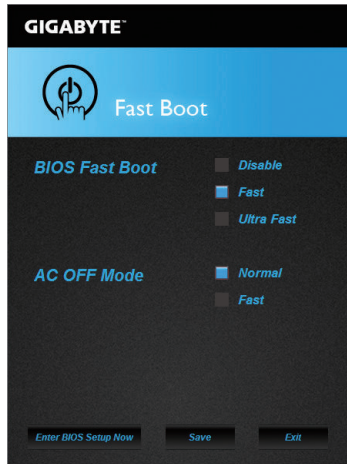 GIGABYTE™
Fast Boot
BIOS Fast Boot
Disable
Fast
Ultra Fast
AC OFF Mode
Normal
Fast
Enter BIOS Setup Now
Save
Exit